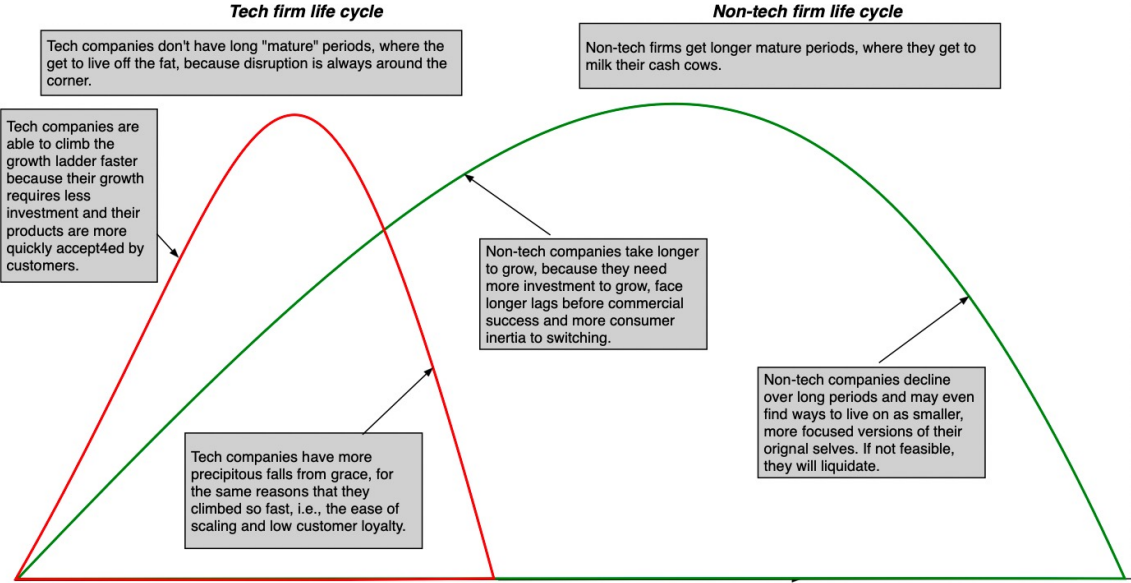 Tech firm life cycle
Non-tech firm life cycle
Tech companies don't have long "mature" periods, where the
get to live off the fat, because disruption is always around the
corner.
Non-tech firms get longer mature periods, where they get to
milk their cash cows.
Tech companies are
able to climb the
growth ladder faster
because their growth
requires less
investment and their
products are more
quickly accept4ed by
customers.
Non-tech companies take longer
to grow, because they need
more investment to grow, face
longer lags before commercial
success and more consumer
inertia to switching.
Non-tech companies decline
over long periods and may even
find ways to live on as smaller,
more focused versions of their
orignal selves. If not feasible,
they will liquidate.
Tech companies have more
precipitous falls from grace, for
the same reasons that they
climbed so fast, i.e., the ease of
scaling and low customer loyalty.